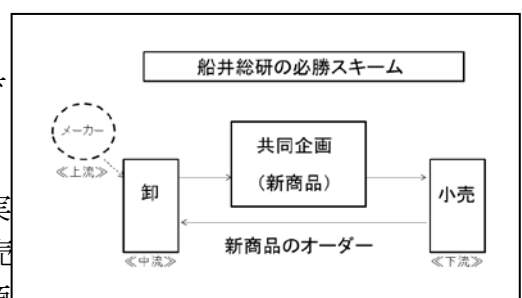 船井総研の必勝スキーム
メーカー
≪上流≫
共同企画
（新商品）
卸
小売
新商品のオーダー
≪中流≫
≪下流≫
実